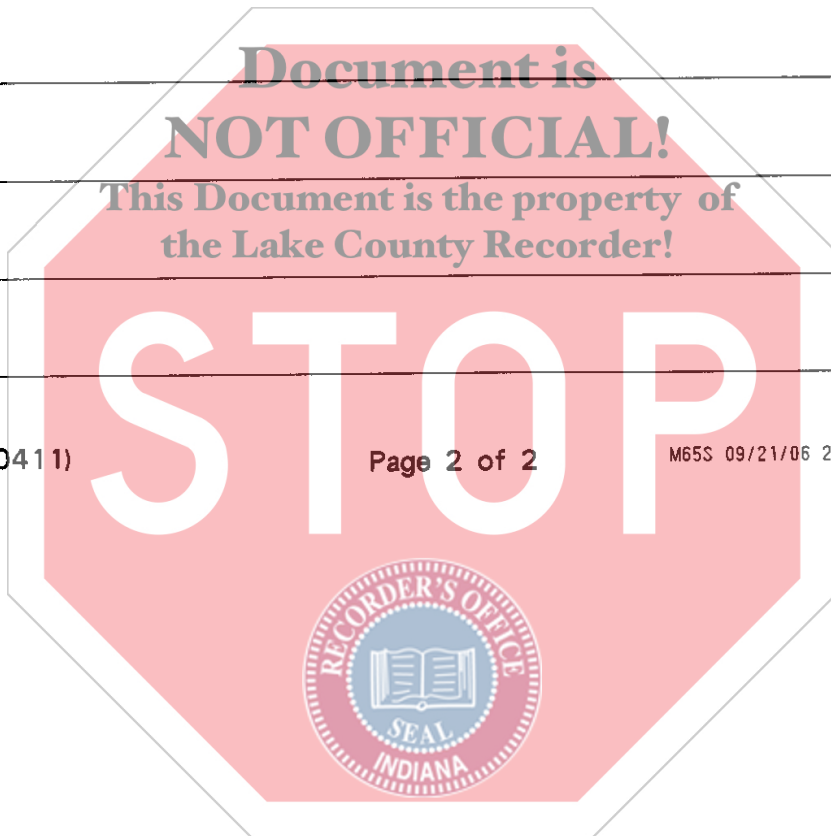 Document is
NOT OFFICIAL!
This Document is the property of
the Lake County Recorder!
STOP
0411) Page 2 of 2 M65S 09/21/06 2
RECORDER'S OFFICE
SEAL
INDIANA